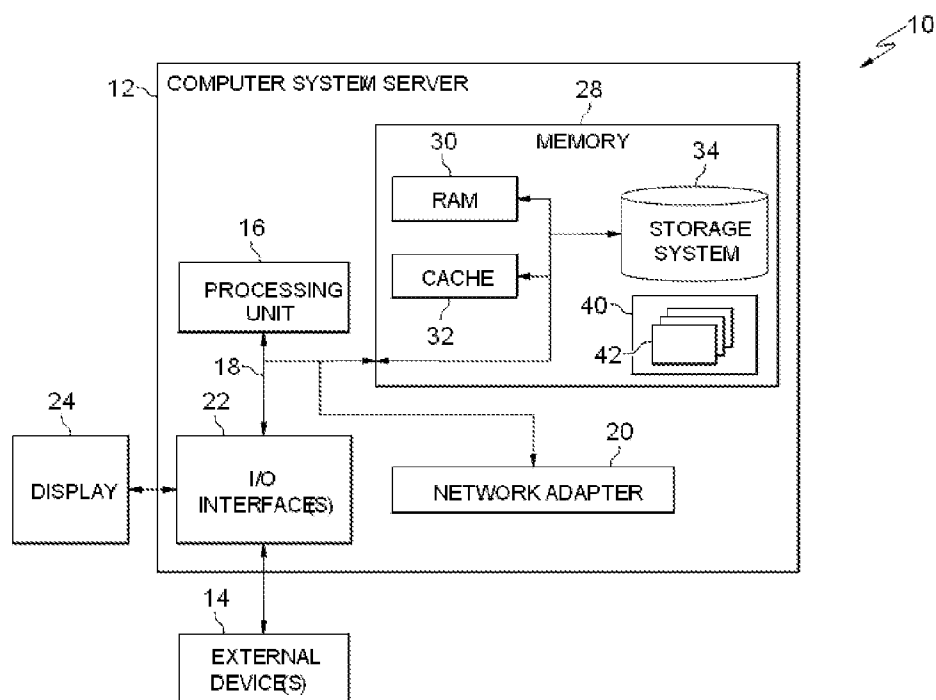 10
12
COMPUTER SYSTEM SERVER
28
MEMORY
30
RAM
34
STORAGE
SYSTEM
16
PROCESSING
UNIT
CACHE
32
40
42
18
24
22
20
DISPLAY
I/O
INTERFACE(S)
NETWORK ADAPTER
14
EXTERNAL
DEVICE(S)